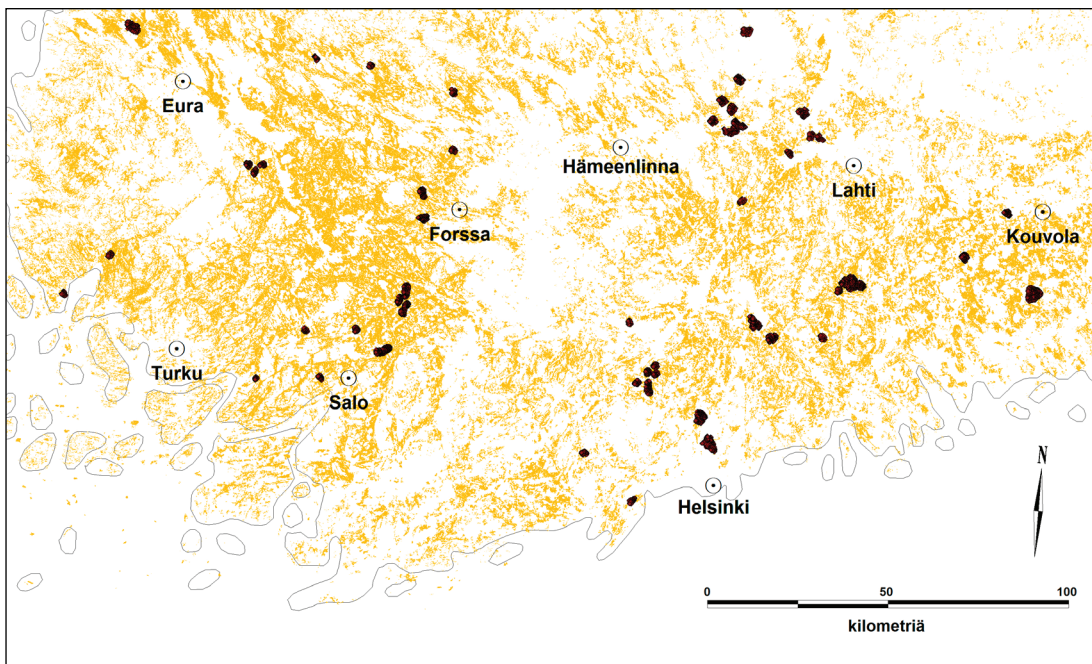 Eura
Hämeenlinna
Lahti
Forssa
Kouvola
Turku
Salo
N
Helsinki
0 50 100
kilometriä